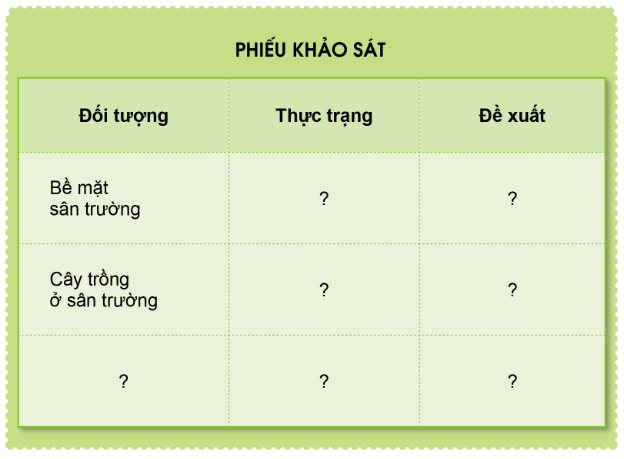 PHIẾU KHẢO SÁT
Đối tượng Thực trạng Đề xuất
Bề mặt
sân trường
? ?
Cây trồng
ở sân trường
? ?
? ? ?